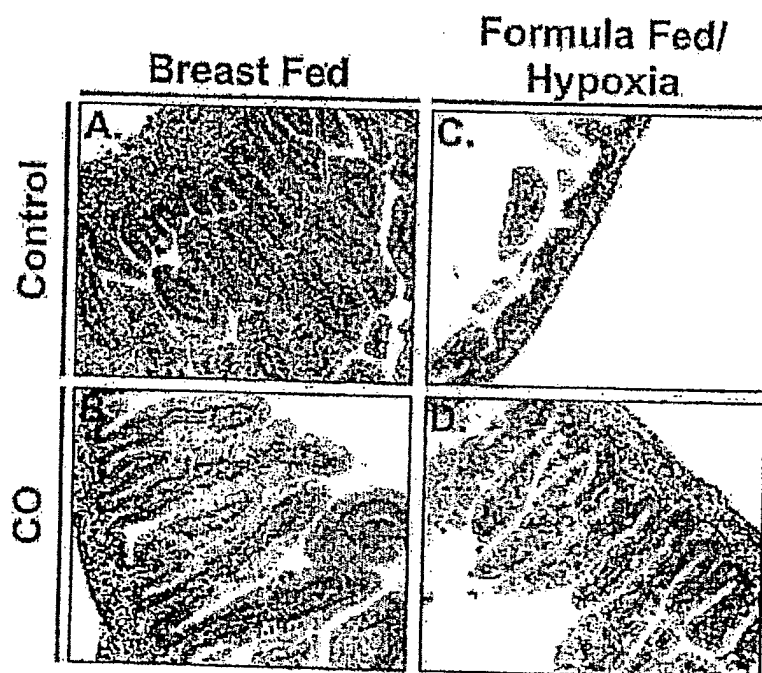 Breast Fed
Formula Fed/
Hypoxia
Control
A.
C.
CO
B.
D.